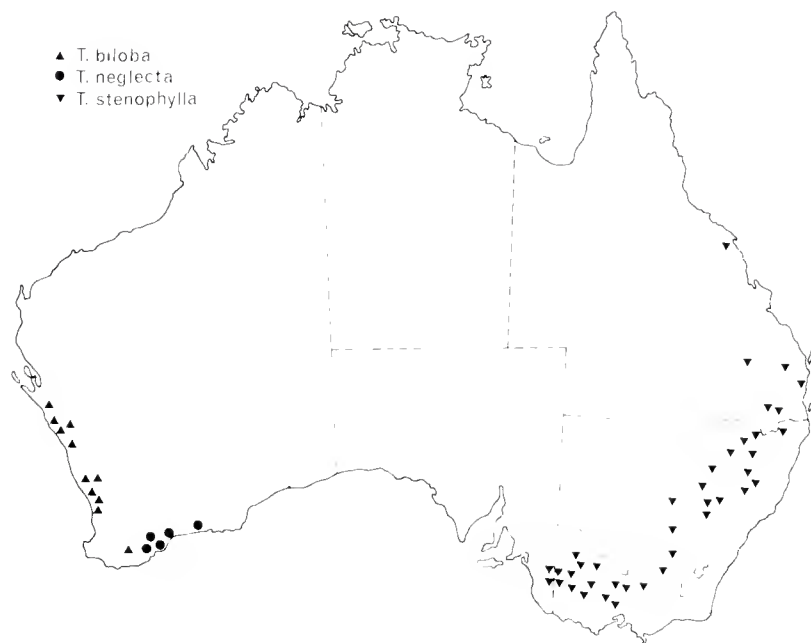 ▲ T. biloba
● T. neglecta
▼ T. stenophylla